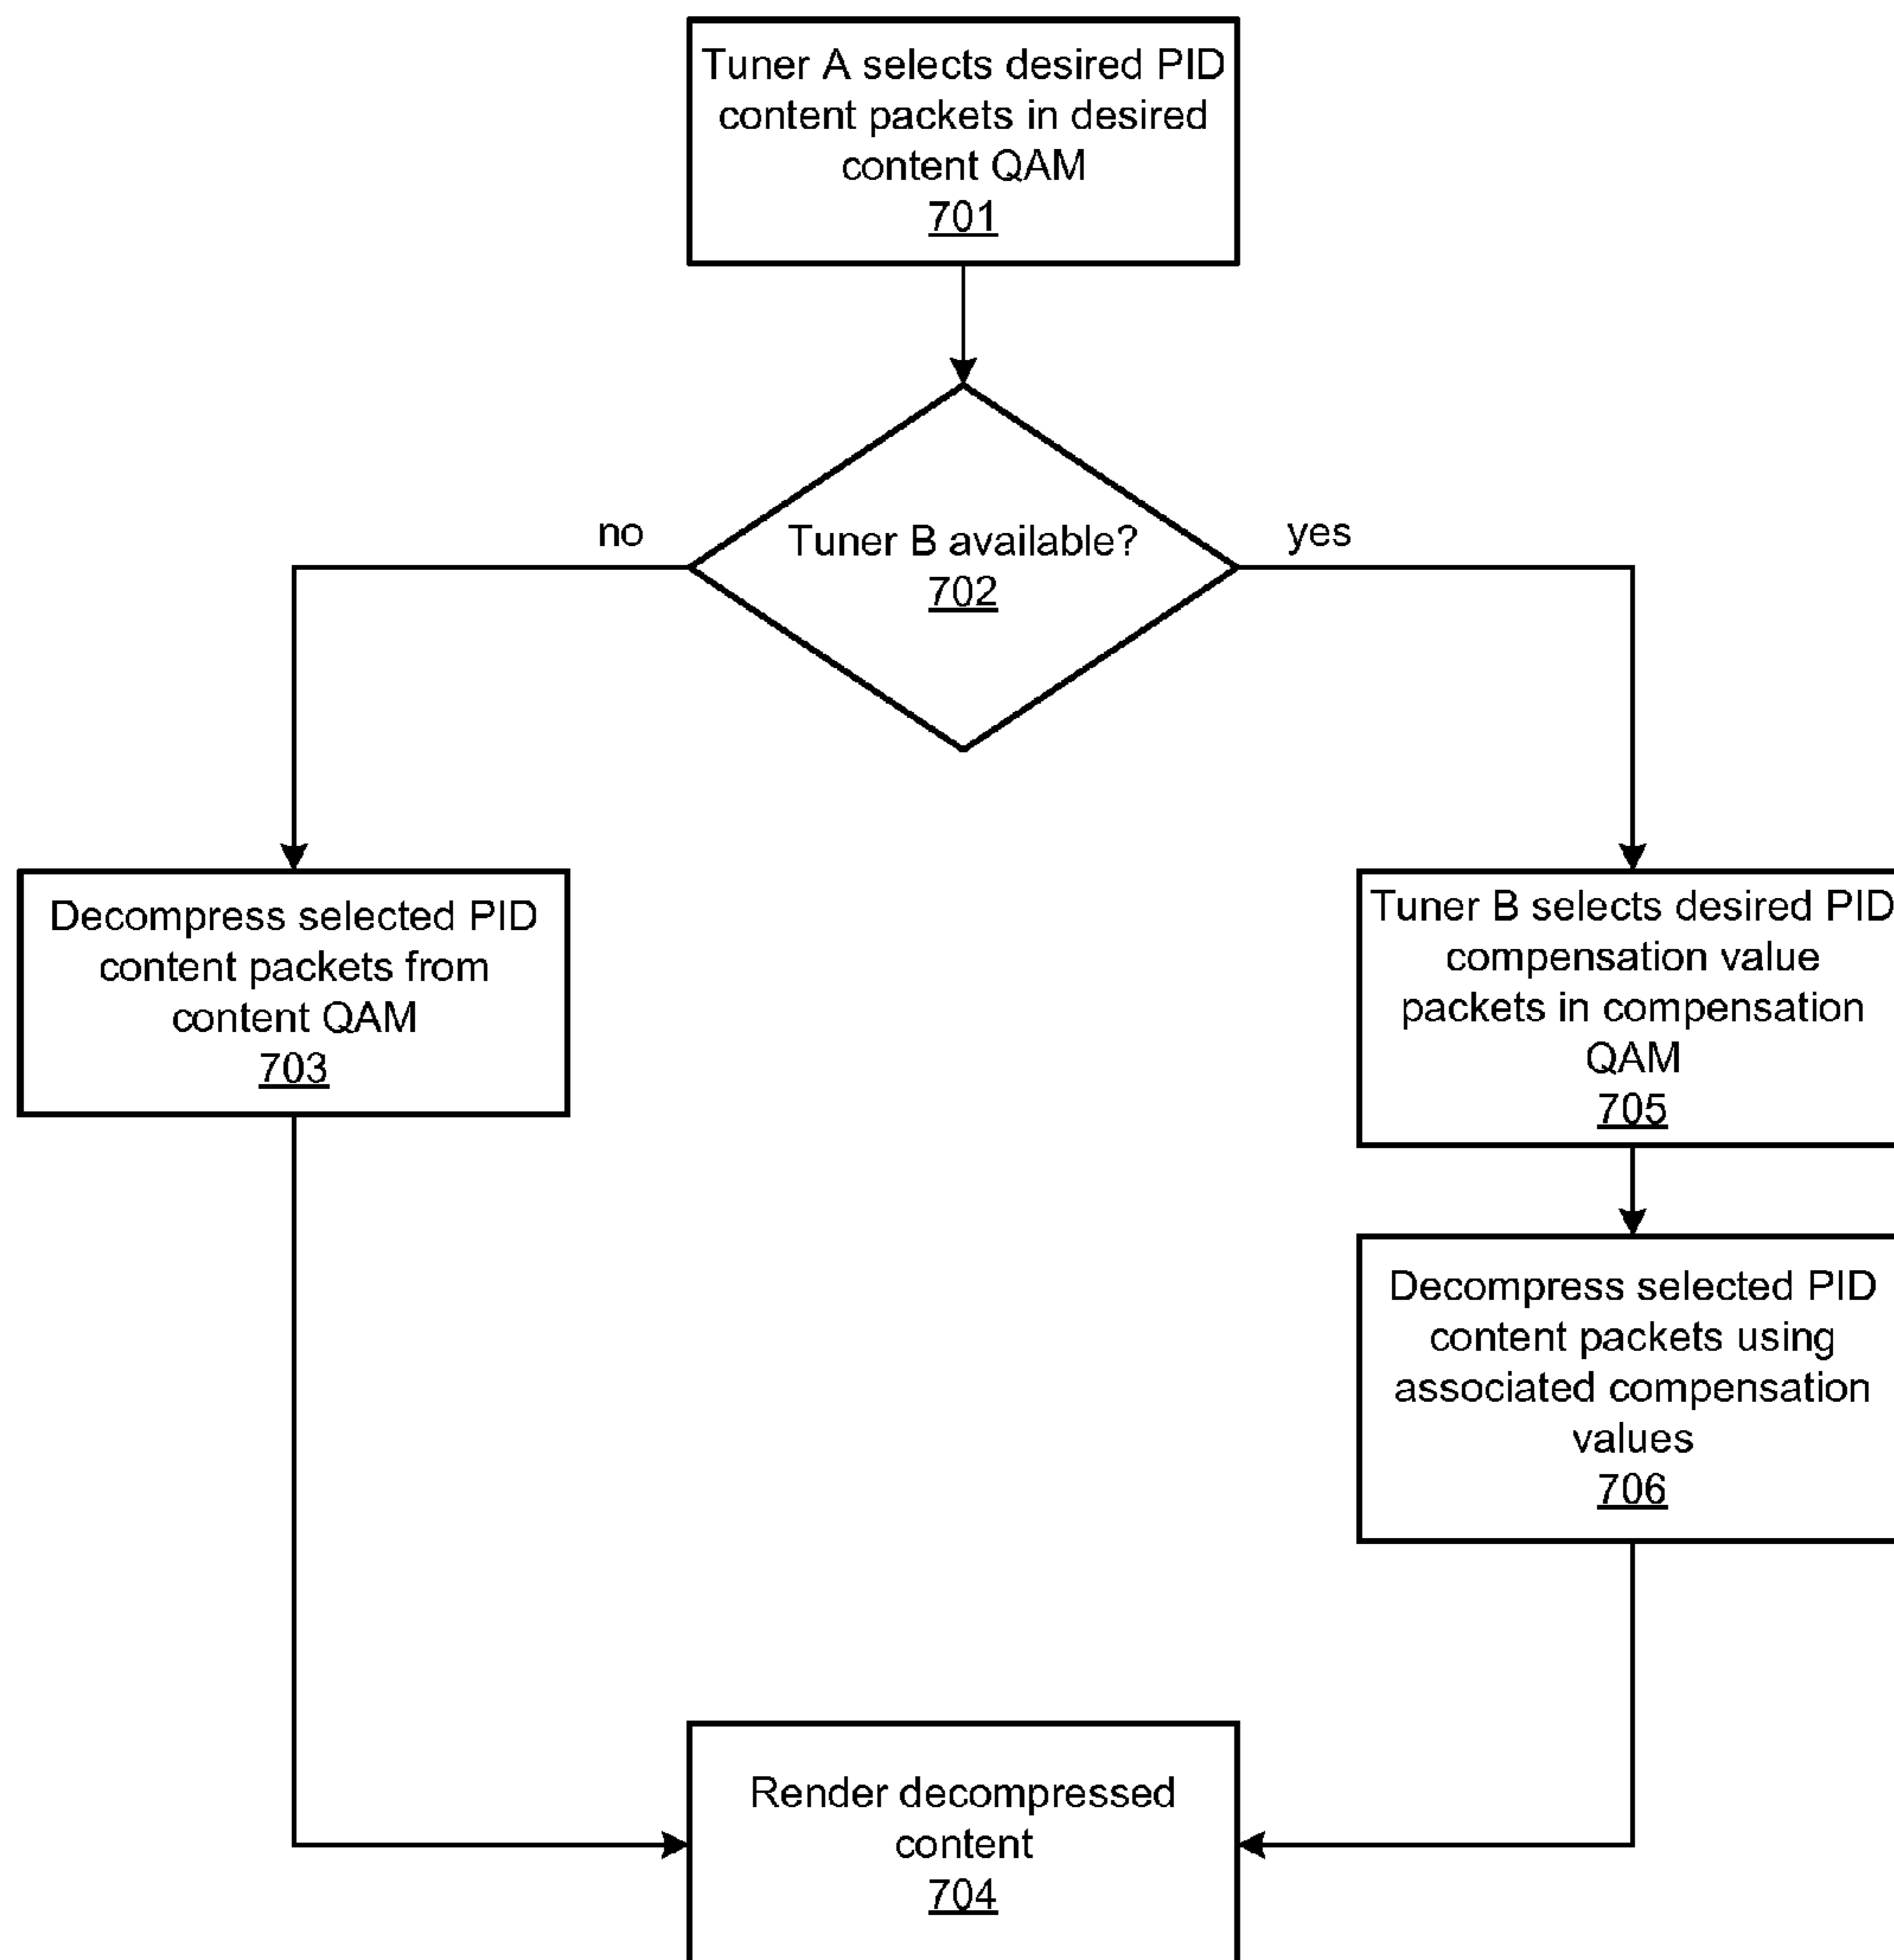 Tuner A selects desired PID
content packets in desired
content QAM
701
no
Tuner B available?
702
yes
Decompress selected PID
content packets from
content QAM
703
Tuner B selects desired PID
compensation value
packets in compensation
QAM
705
Decompress selected PID
content packets using
associated compensation
values
706
Render decompressed
content
704